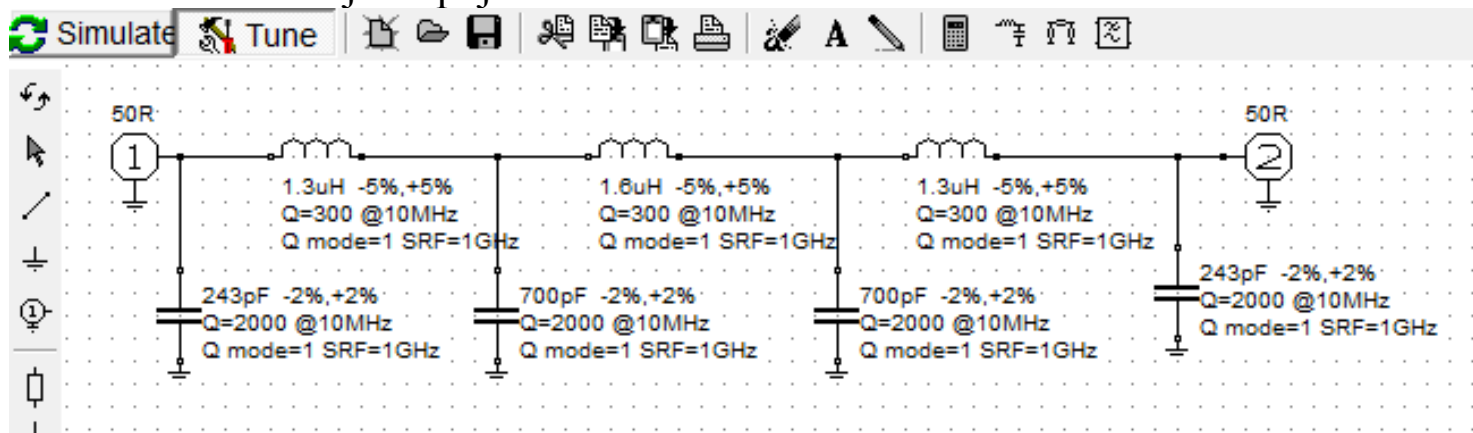 Simulate Tune A
50R
50R
1
2
1.3uH -5%,+5%
Q=300 @10MHz
Q mode=1 SRF=1GHz
1.6uH -5%,+5%
Q=300 @10MHz
Q mode=1 SRF=1GHz
1.3uH -5%,+5%
Q=300 @10MHz
Q mode=1 SRF=1GHz
243pF -2%,+2%
Q=2000 @10MHz
Q mode=1 SRF=1GHz
700pF -2%,+2%
Q=2000 @10MHz
Q mode=1 SRF=1GHz
700pF -2%,+2%
Q=2000 @10MHz
Q mode=1 SRF=1GHz
243pF -2%,+2%
Q=2000 @10MHz
Q mode=1 SRF=1GHz
1